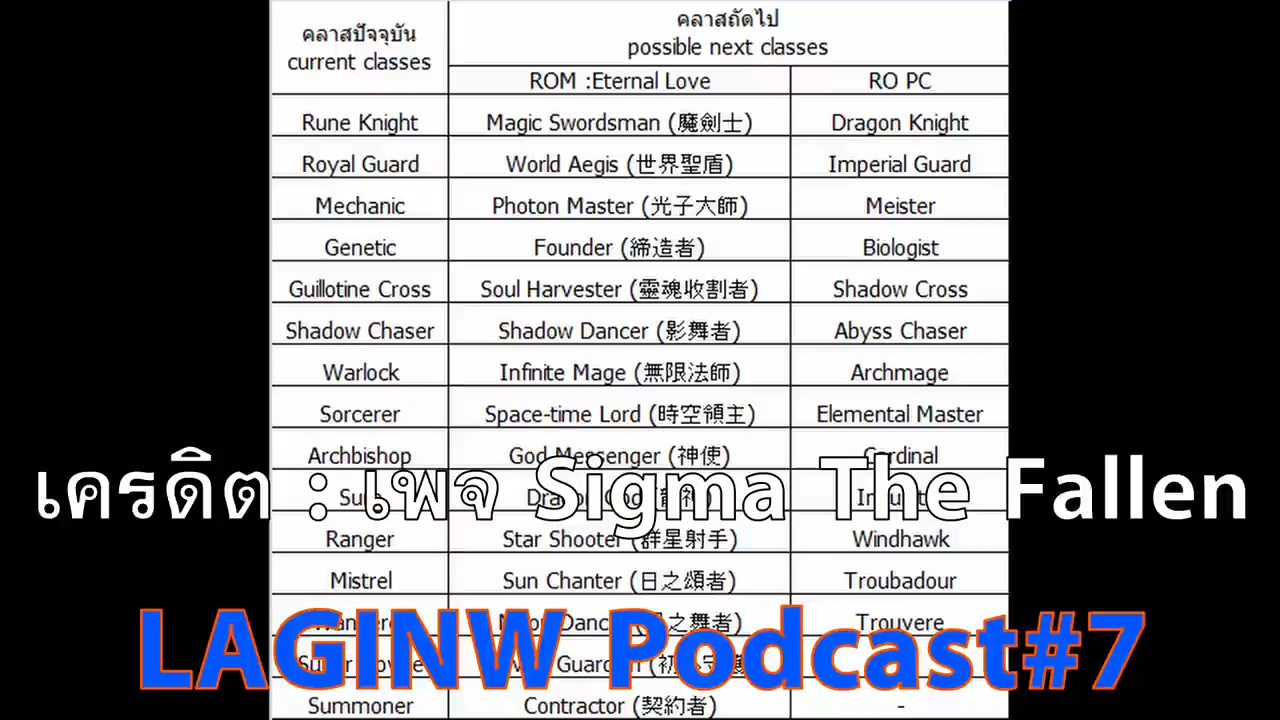 คลาสปัจจุบัน
current classes
คลาสถัดไป
possible next classes
ROM :Eternal Love RO PC
Rune Knight Magic Swordsman (魔劍士) Dragon Knight
Royal Guard World Aegis (世界聖盾) Imperial Guard
Mechanic Photon Master (光子大師) Meister
Genetic Founder (締造者) Biologist
Guillotine Cross Soul Harvester (靈魂收割者) Shadow Cross
Shadow Chaser Shadow Dancer (影舞者) Abyss Chaser
Warlock Infinite Mage (無限法師) Archmage
Sorcerer Space-time Lord (時空領主) Elemental Master
Archbishop God Messenger (神使) Cardinal
เครดิต : เพจ Sigma The Fallen
Ranger Star Shooter (群星射手) Windhawk
Mistrel Sun Chanter (日之頌者) Troubadour
Trouvere
LAGINW Podcast#7
Summoner Contractor (契約者) -